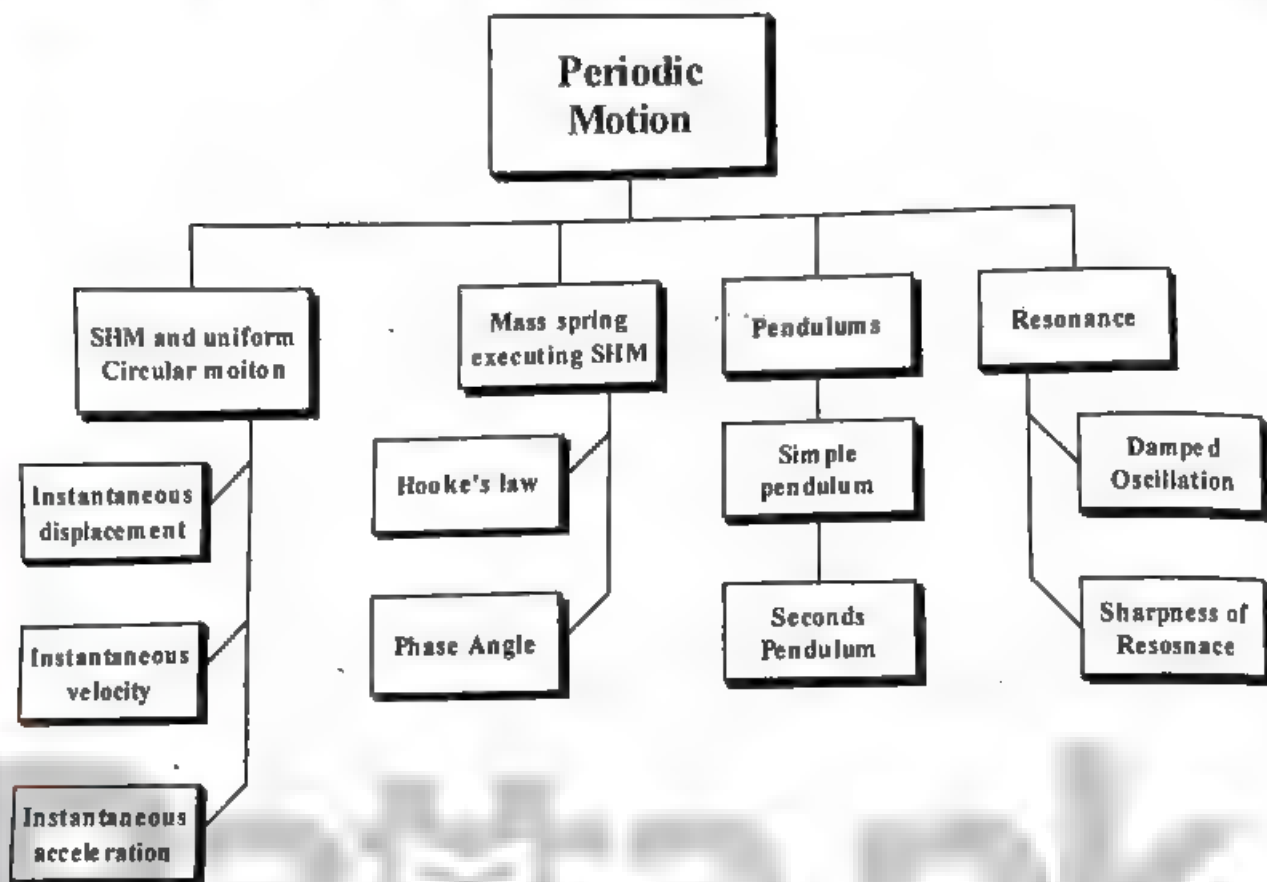 Periodic
Motion
SHM and uniform
Circular moiton
Instantaneous
displacement
Instantaneous
velocity
Instantaneous
acceleration
Mass spring
executing SHM
Hooke's law
Phase Angle
Pendulums
Simple
pendulum
Seconds
Pendulum
Resonance
Damped
Oscillation
Sharpness of
Resosnace